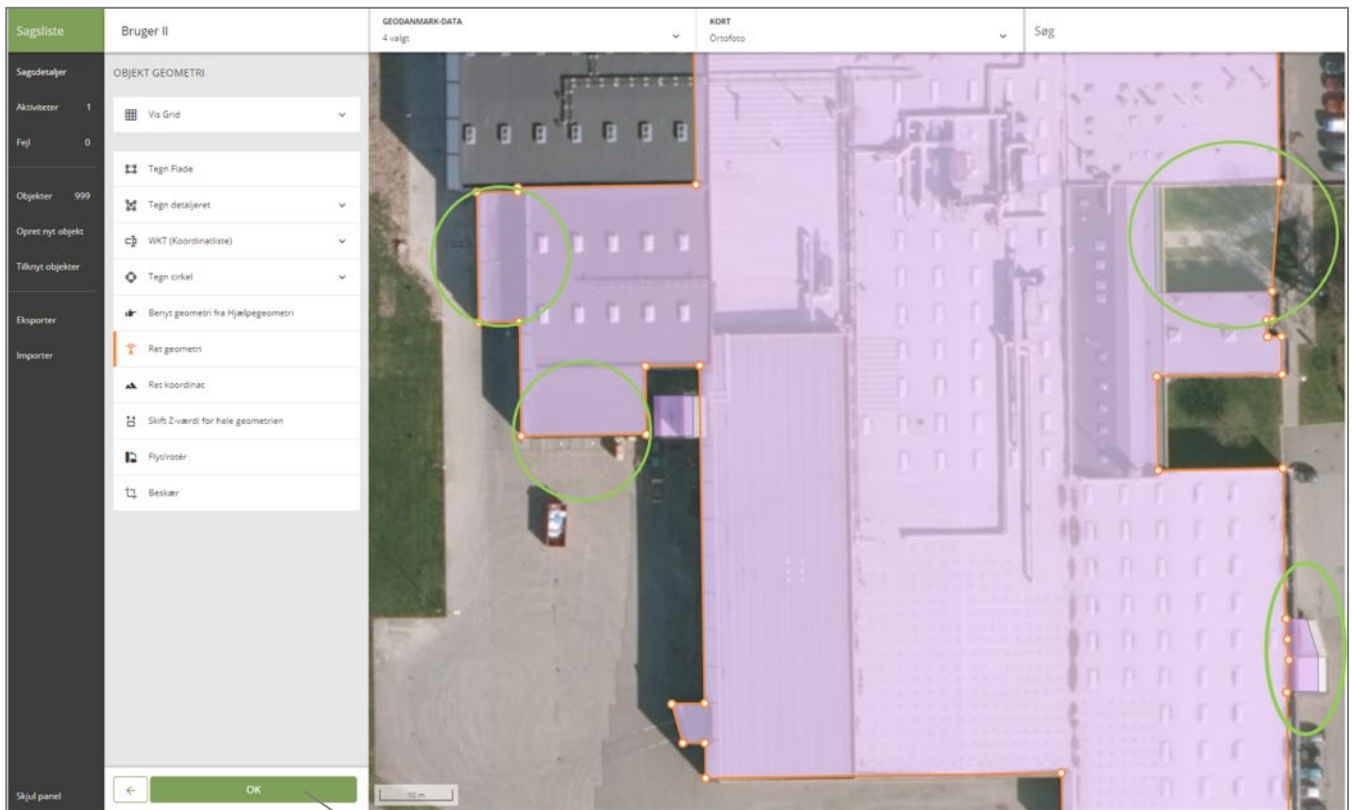 Sagsliste
Bruger II
GEODANMARK-DATA
4 valgt
KORT
Ortofoto
Søg
Sagsdetaljer
Aktiviteter 1
Fejl 0
Objekter 999
Opret nyt objekt
Tilknyt objekter
Eksporter
Importer
Skjul panel
OBJEKT GEOMETRI
Vis Grid
Tegn Flade
Tegn detaljeret
WKT (Koordinatliste)
Tegn cirkel
Benyt geometri fra Hjælpegeometri
Ret geometri
Ret koordinat
Skift Z-værdi for hele geometrien
Flyt/rotér
Beskær
OK
10 m